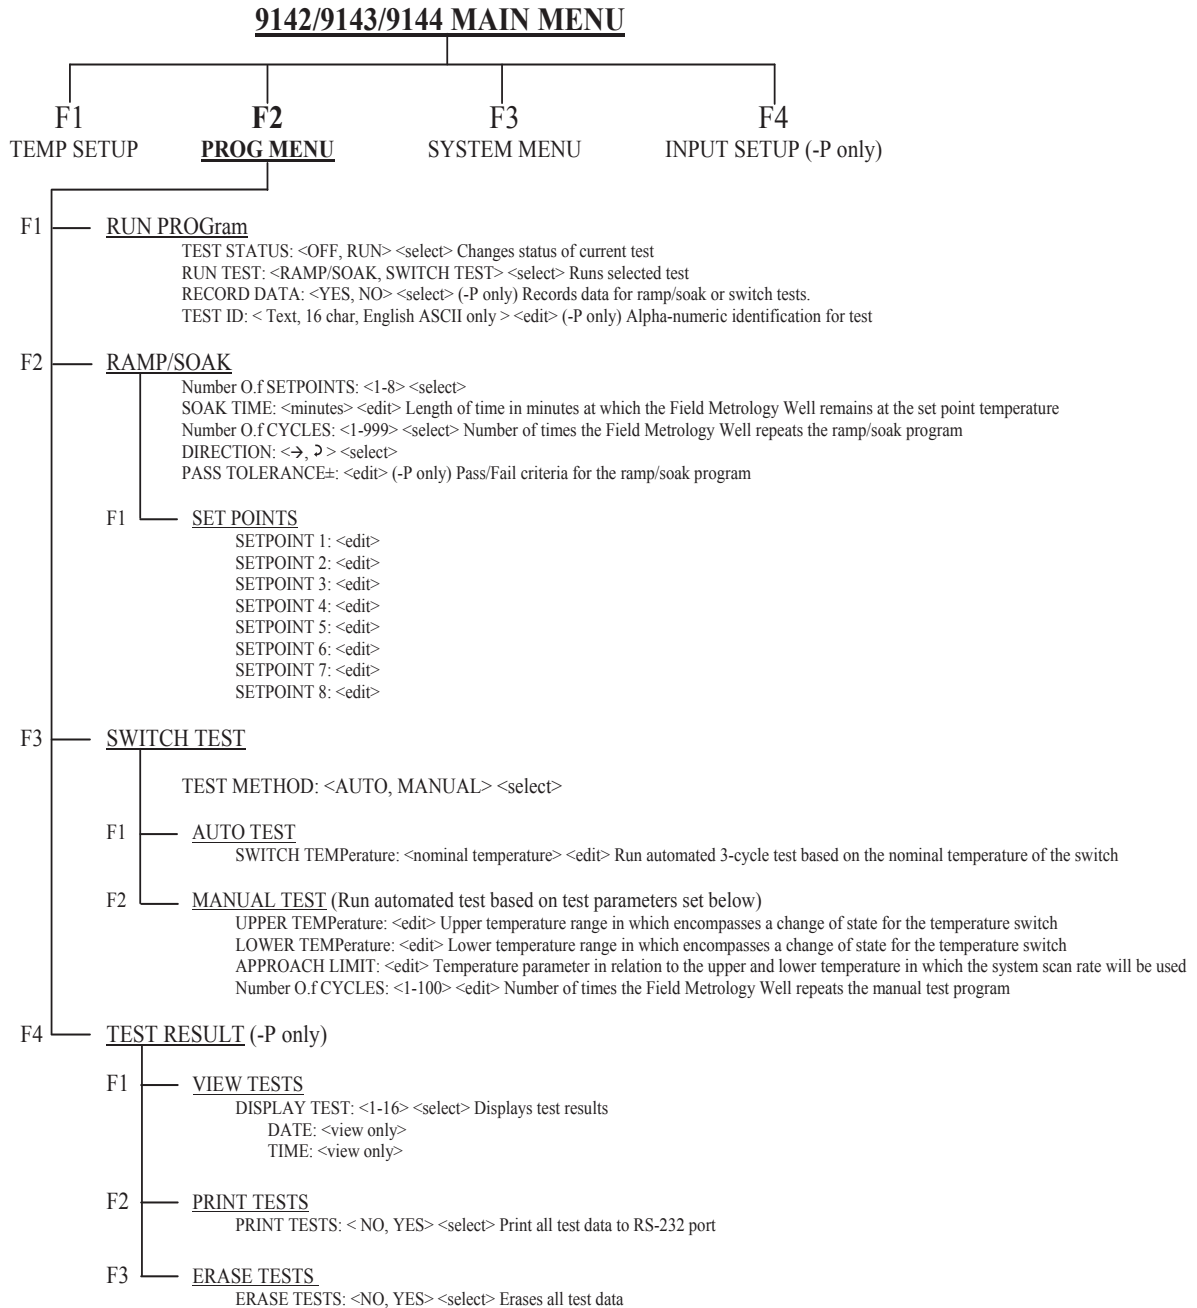 9142/9143/9144 MAIN MENU
F1 F2 F3 F4
TEMP SETUP PROG MENU SYSTEM MENU INPUT SETUP (-P only)
F1 RUN PROGram
TEST STATUS: <OFF, RUN> <select> Changes status of current test
RUN TEST: <RAMP/SOAK, SWITCH TEST> <select> Runs selected test
RECORD DATA: <YES, NO> <select> (-P only) Records data for ramp/soak or switch tests.
TEST ID: < Text, 16 char, English ASCII only > <edit> (-P only) Alpha-numeric identification for test
F2 RAMP/SOAK
Number O.f SETPOINTS: <1-8> <select>
SOAK TIME: <minutes> <edit> Length of time in minutes at which the Field Metrology Well remains at the set point temperature
Number O.f CYCLES: <1-999> <select> Number of times the Field Metrology Well repeats the ramp/soak program
DIRECTION: <→, ⤸> <select>
PASS TOLERANCE±: <edit> (-P only) Pass/Fail criteria for the ramp/soak program
F1 SET POINTS
SETPOINT 1: <edit>
SETPOINT 2: <edit>
SETPOINT 3: <edit>
SETPOINT 4: <edit>
SETPOINT 5: <edit>
SETPOINT 6: <edit>
SETPOINT 7: <edit>
SETPOINT 8: <edit>
F3 SWITCH TEST
TEST METHOD: <AUTO, MANUAL> <select>
F1 AUTO TEST
SWITCH TEMPerature: <nominal temperature> <edit> Run automated 3-cycle test based on the nominal temperature of the switch
F2 MANUAL TEST (Run automated test based on test parameters set below)
UPPER TEMPerature: <edit> Upper temperature range in which encompasses a change of state for the temperature switch
LOWER TEMPerature: <edit> Lower temperature range in which encompasses a change of state for the temperature switch
APPROACH LIMIT: <edit> Temperature parameter in relation to the upper and lower temperature in which the system scan rate will be used
Number O.f CYCLES: <1-100> <edit> Number of times the Field Metrology Well repeats the manual test program
F4 TEST RESULT (-P only)
F1 VIEW TESTS
DISPLAY TEST: <1-16> <select> Displays test results
DATE: <view only>
TIME: <view only>
F2 PRINT TESTS
PRINT TESTS: < NO, YES> <select> Print all test data to RS-232 port
F3 ERASE TESTS
ERASE TESTS: <NO, YES> <select> Erases all test data